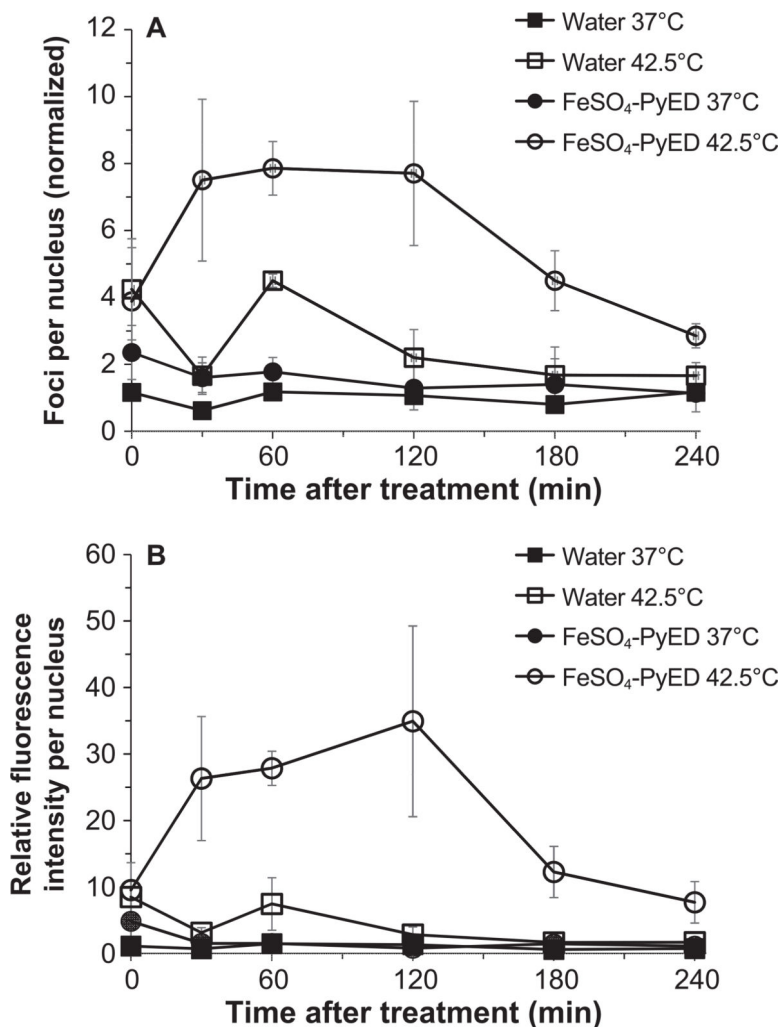 A
Water 37°C
Water 42.5°C
FeSO₄-PyED 37°C
FeSO₄-PyED 42.5°C
Foci per nucleus (normalized)
12
10
8
6
4
2
0
0 60 120 180 240
Time after treatment (min)
B
Water 37°C
Water 42.5°C
FeSO₄-PyED 37°C
FeSO₄-PyED 42.5°C
Relative fluorescence
intensity per nucleus
60
50
40
30
20
10
0
0 60 120 180 240
Time after treatment (min)